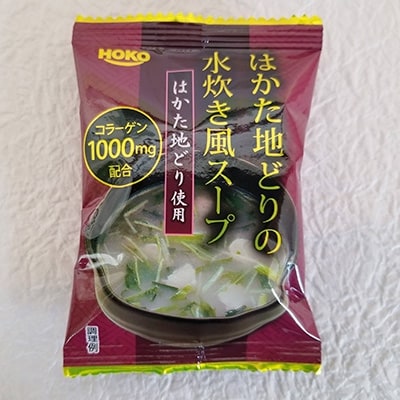 HOKO
はかた地どりの
水炊き風スープ
はかた地どり使用
コラーゲン
1000mg
配合
調理例